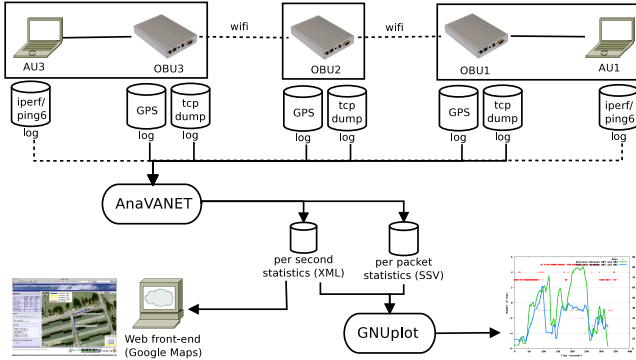 wifi
wifi
AU3
OBU3
OBU2
OBU1
AU1
iperf/
ping6
log
GPS
log
tcp
dump
log
GPS
log
tcp
dump
log
GPS
log
tcp
dump
log
iperf/
ping6
log
AnaVANET
per second
statistics (XML)
per packet
statistics (SSV)
Web front-end
(Google Maps)
GNUplot